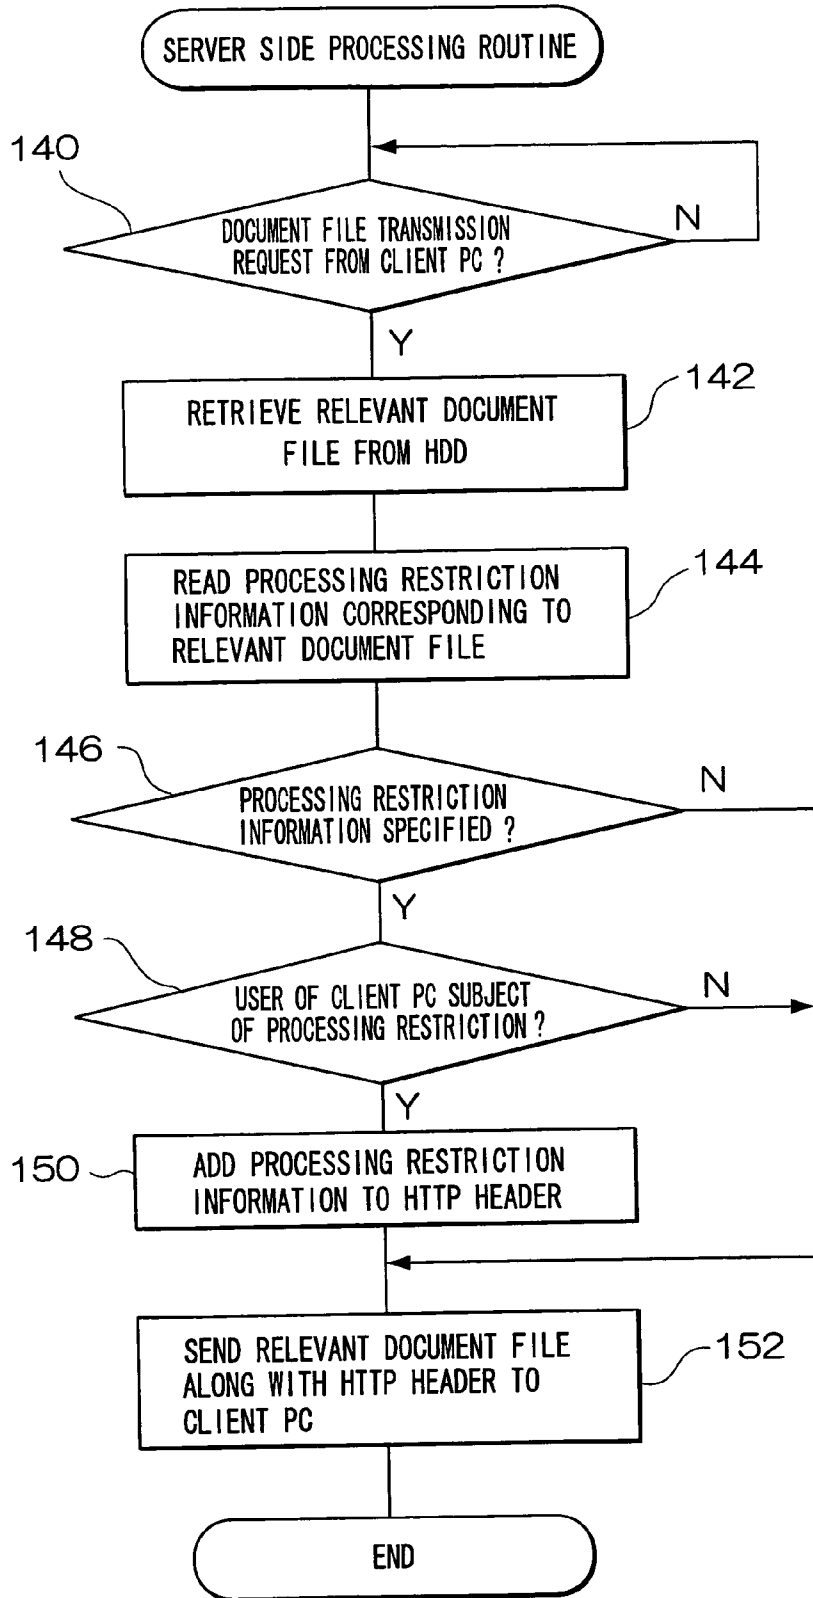 SERVER SIDE PROCESSING ROUTINE
140
DOCUMENT FILE TRANSMISSION
REQUEST FROM CLIENT PC ?
N
Y
RETRIEVE RELEVANT DOCUMENT
FILE FROM HDD
142
READ PROCESSING RESTRICTION
INFORMATION CORRESPONDING TO
RELEVANT DOCUMENT FILE
144
146
PROCESSING RESTRICTION
INFORMATION SPECIFIED ?
N
Y
148
USER OF CLIENT PC SUBJECT
OF PROCESSING RESTRICTION ?
N
Y
150
ADD PROCESSING RESTRICTION
INFORMATION TO HTTP HEADER
SEND RELEVANT DOCUMENT FILE
ALONG WITH HTTP HEADER TO
CLIENT PC
152
END